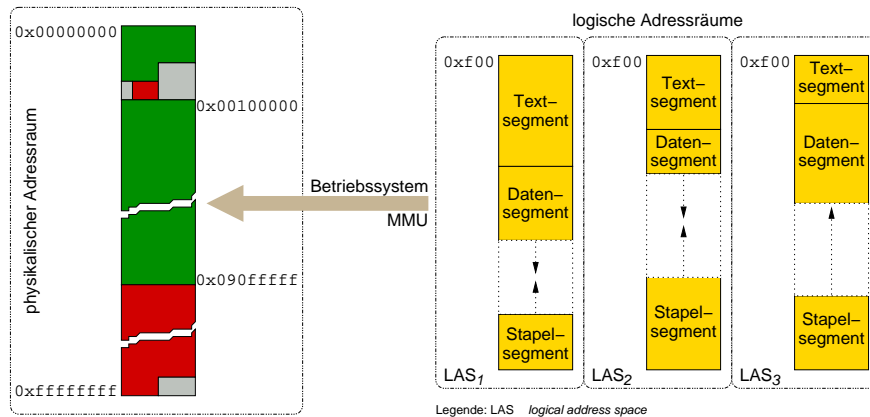 physikalischer Adressraum
0x00000000
0x00100000
0x090fffff
0xffffffff
Betriebssystem
MMU
logische Adressräume
0xf00
Text–
segment
Daten–
segment
Stapel–
segment
LAS1
0xf00
Text–
segment
Daten–
segment
Stapel–
segment
LAS2
0xf00
Text–
segment
Daten–
segment
Stapel–
segment
LAS3
Legende: LAS logical address space